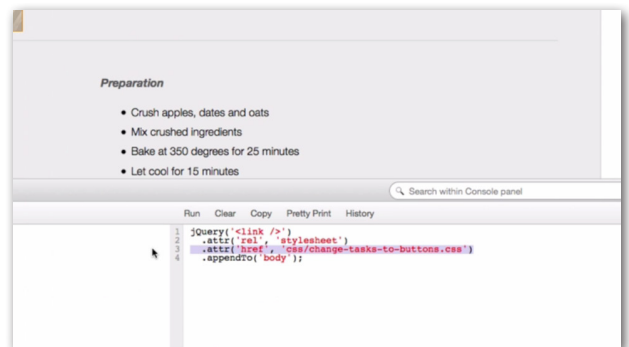 Preparation
• Crush apples, dates and oats
• Mix crushed ingredients
• Bake at 350 degrees for 25 minutes
• Let cool for 15 minutes
Search within Console panel
Run Clear Copy Pretty Print History
1 jQuery('<link />')
2 .attr('rel', 'stylesheet')
3 .attr('href', 'css/change-tasks-to-buttons.css')
4 .appendTo('body');